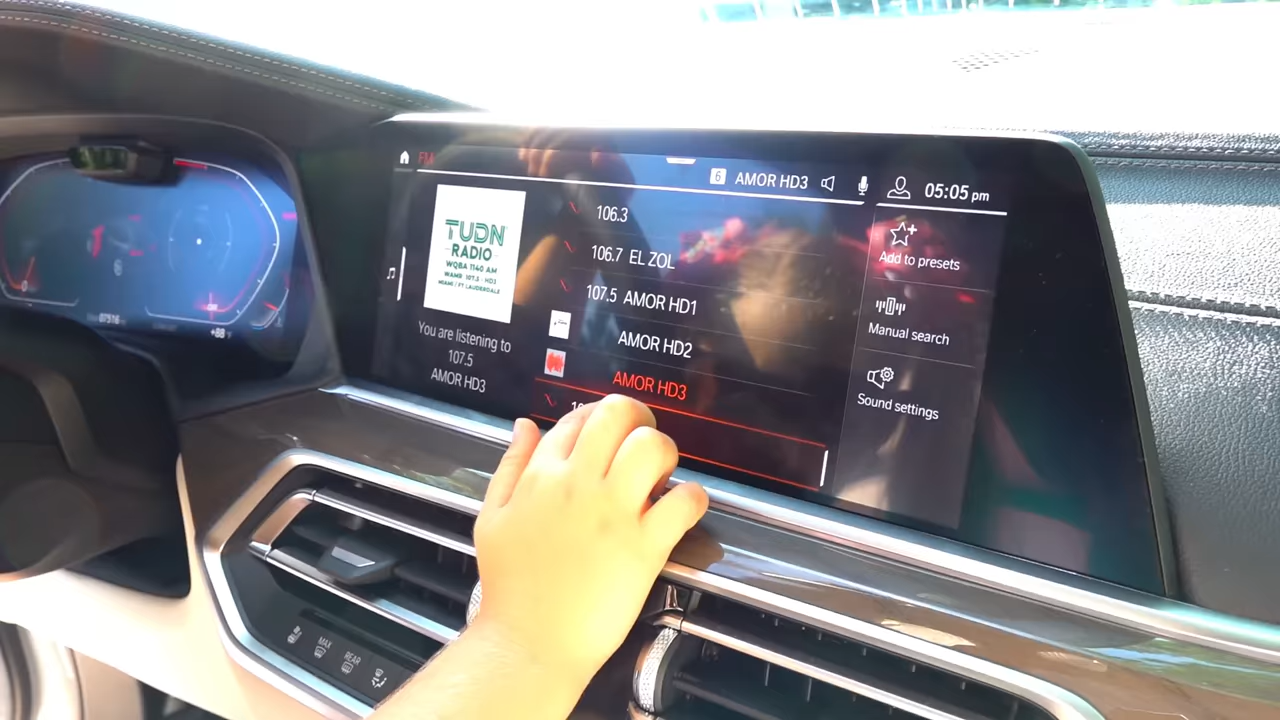 FM
6 AMOR HD3
05:05 pm
TUDN
RADIO
WQBA 1140 AM
WAMR 107.5 - HD3
MIAMI / FT LAUDERDALE
You are listening to
107.5
AMOR HD3
106.3
106.7 EL ZOL
107.5 AMOR HD1
AMOR HD2
AMOR HD3
Add to presets
Manual search
Sound settings
MAX
REAR